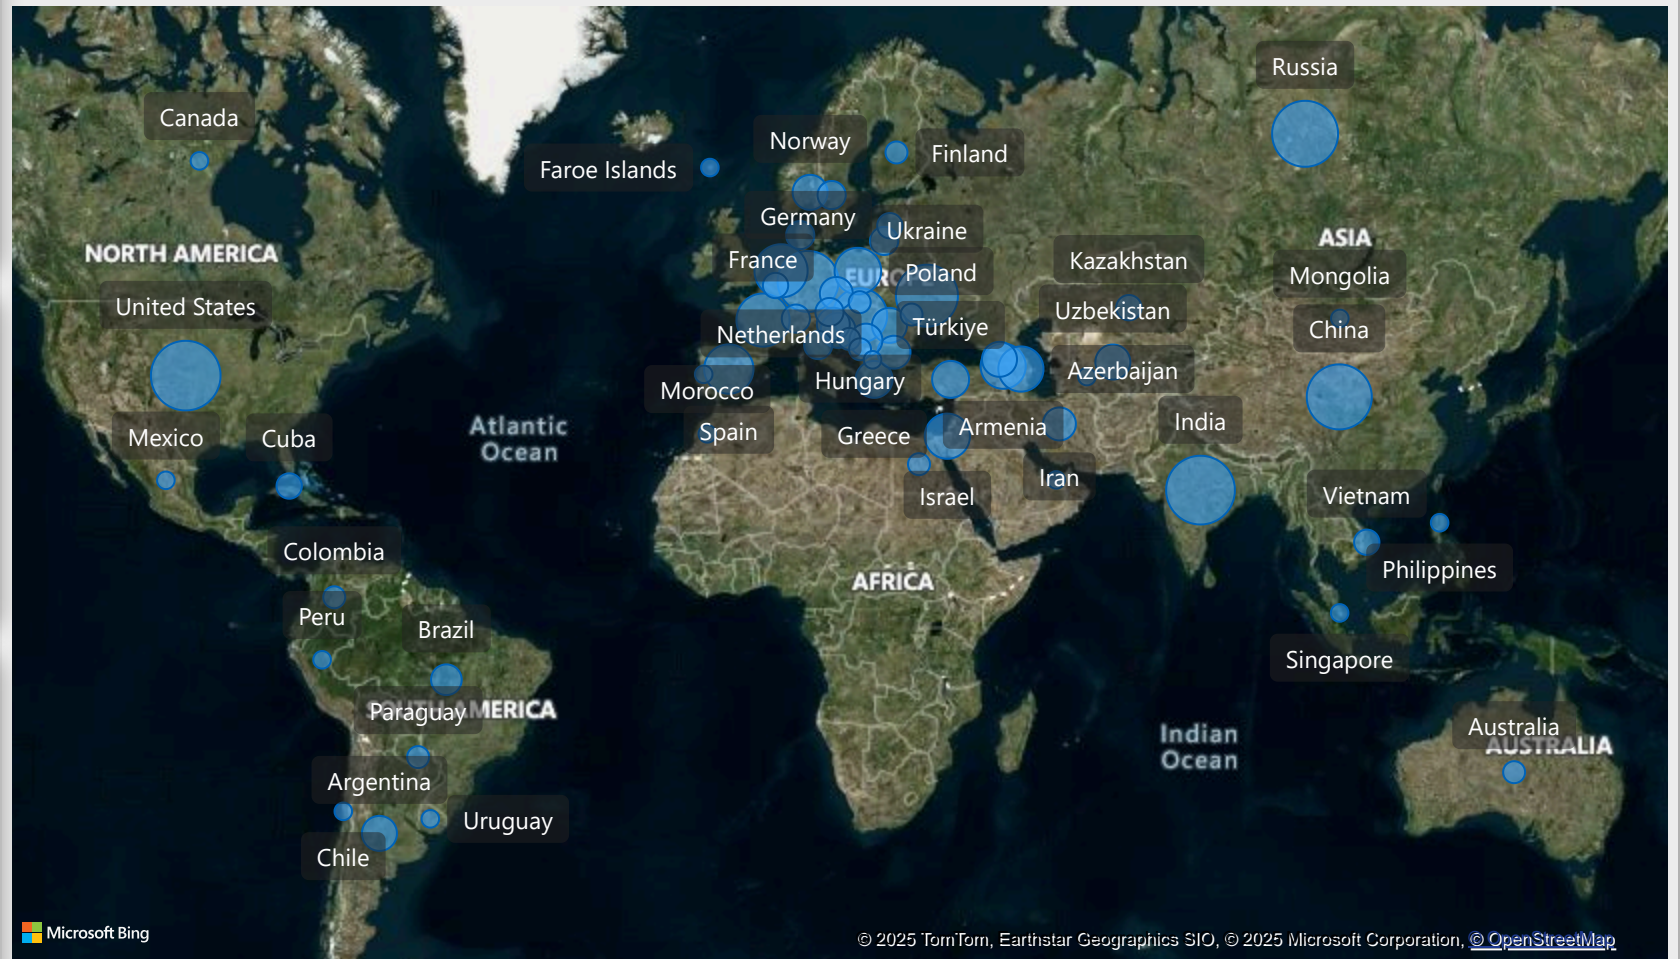 Russia
Canada
Norway
Finland
Faroe Islands
Germany
Ukraine
ASIA
NORTH AMERICA
France
Kazakhstan
EUROPE
Poland
Mongolia
United States
Uzbekistan
Türkiye
China
Netherlands
Azerbaijan
Hungary
Morocco
India
Atlantic
Ocean
Armenia
Spain
Greece
Mexico
Cuba
Iran
Israel
Vietnam
Colombia
Philippines
AFRICA
Peru
Brazil
Singapore
Paraguay
SOUTH AMERICA
Australia
Indian
Ocean
AUSTRALIA
Argentina
Uruguay
Chile
Microsoft Bing
© 2025 TomTom, Earthstar Geographics SIO, © 2025 Microsoft Corporation, © OpenStreetMap